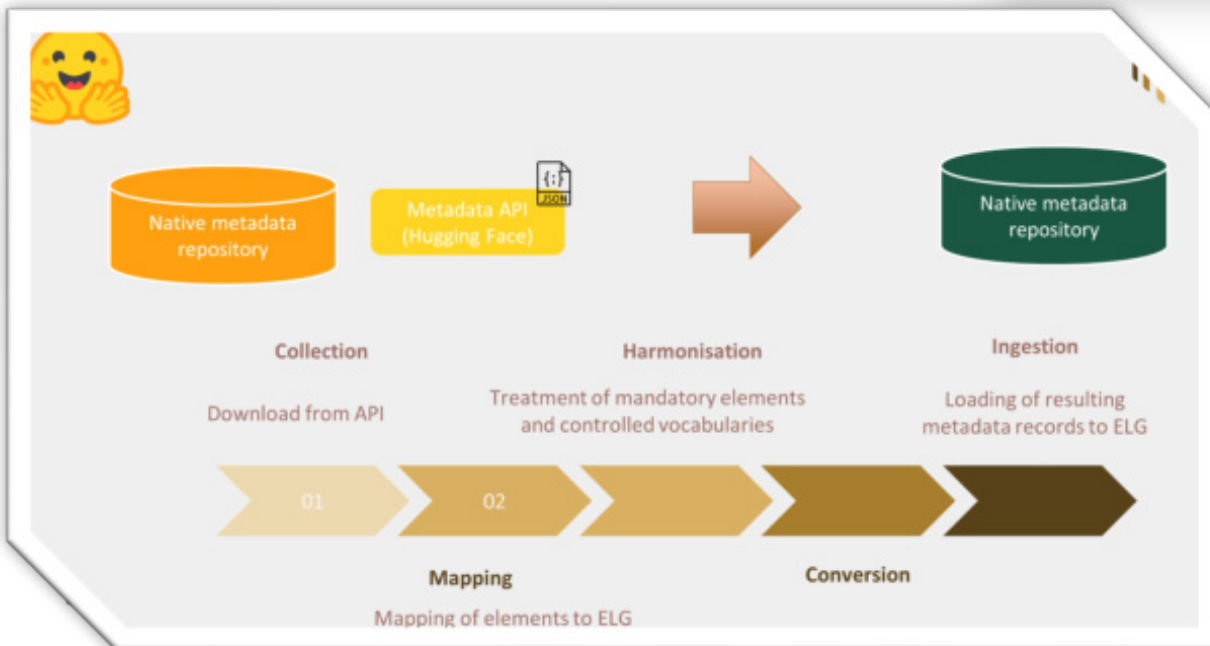 Native metadata
repository
Metadata API
(Hugging Face)
{;}
JSON
Native metadata
repository
Collection
Harmonisation
Ingestion
Download from API
Treatment of mandatory elements
and controlled vocabularies
Loading of resulting
metadata records to ELG
01
02
Mapping
Conversion
Mapping of elements to ELG